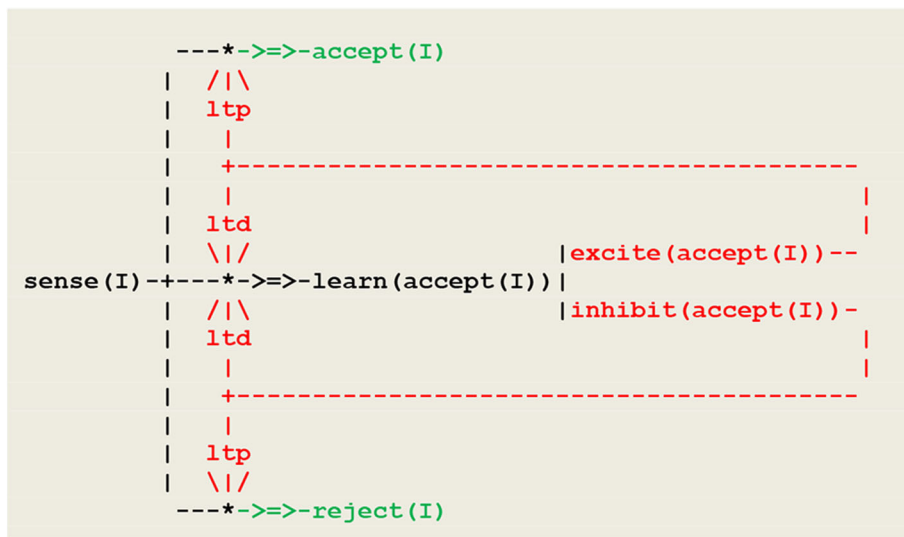 ---*->=>-accept(I)
|  /|\
|  ltp
|   |
|   +------------------------------------------
|   |                                          |
|  ltd                                         |
|  \|/                     |excite(accept(I))--
sense(I)-+---*->=>-learn(accept(I))|
|  /|\                     |inhibit(accept(I))-
|  ltd                                         |
|   |                                          |
|   +------------------------------------------
|   |
|  ltp
|  \|/
---*->=>-reject(I)